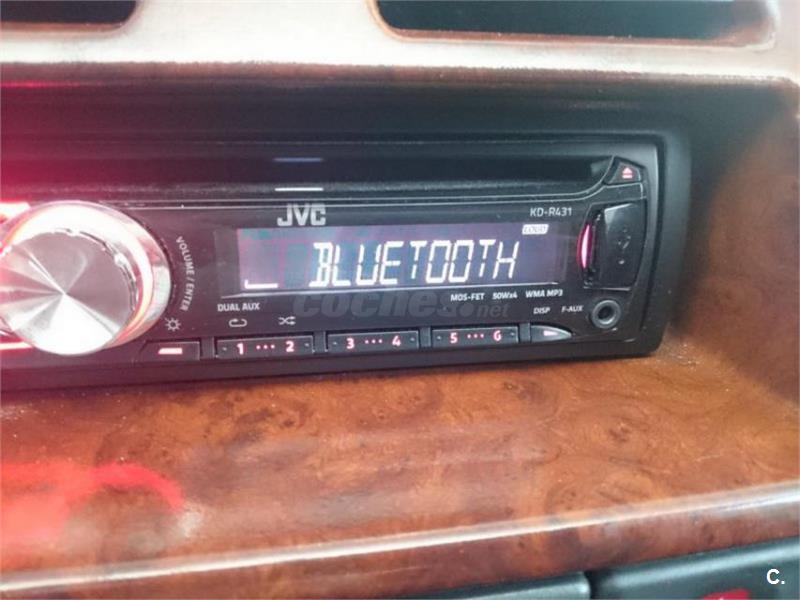 JVC
KD-R431
LOUD
BLUETOOTH
VOLUME / ENTER
coches.net
DUAL AUX
MOS-FET 50Wx4 WMA MP3
DISP F-AUX
1 ••• 2
3 ••• 4
5 ••• 6
C.